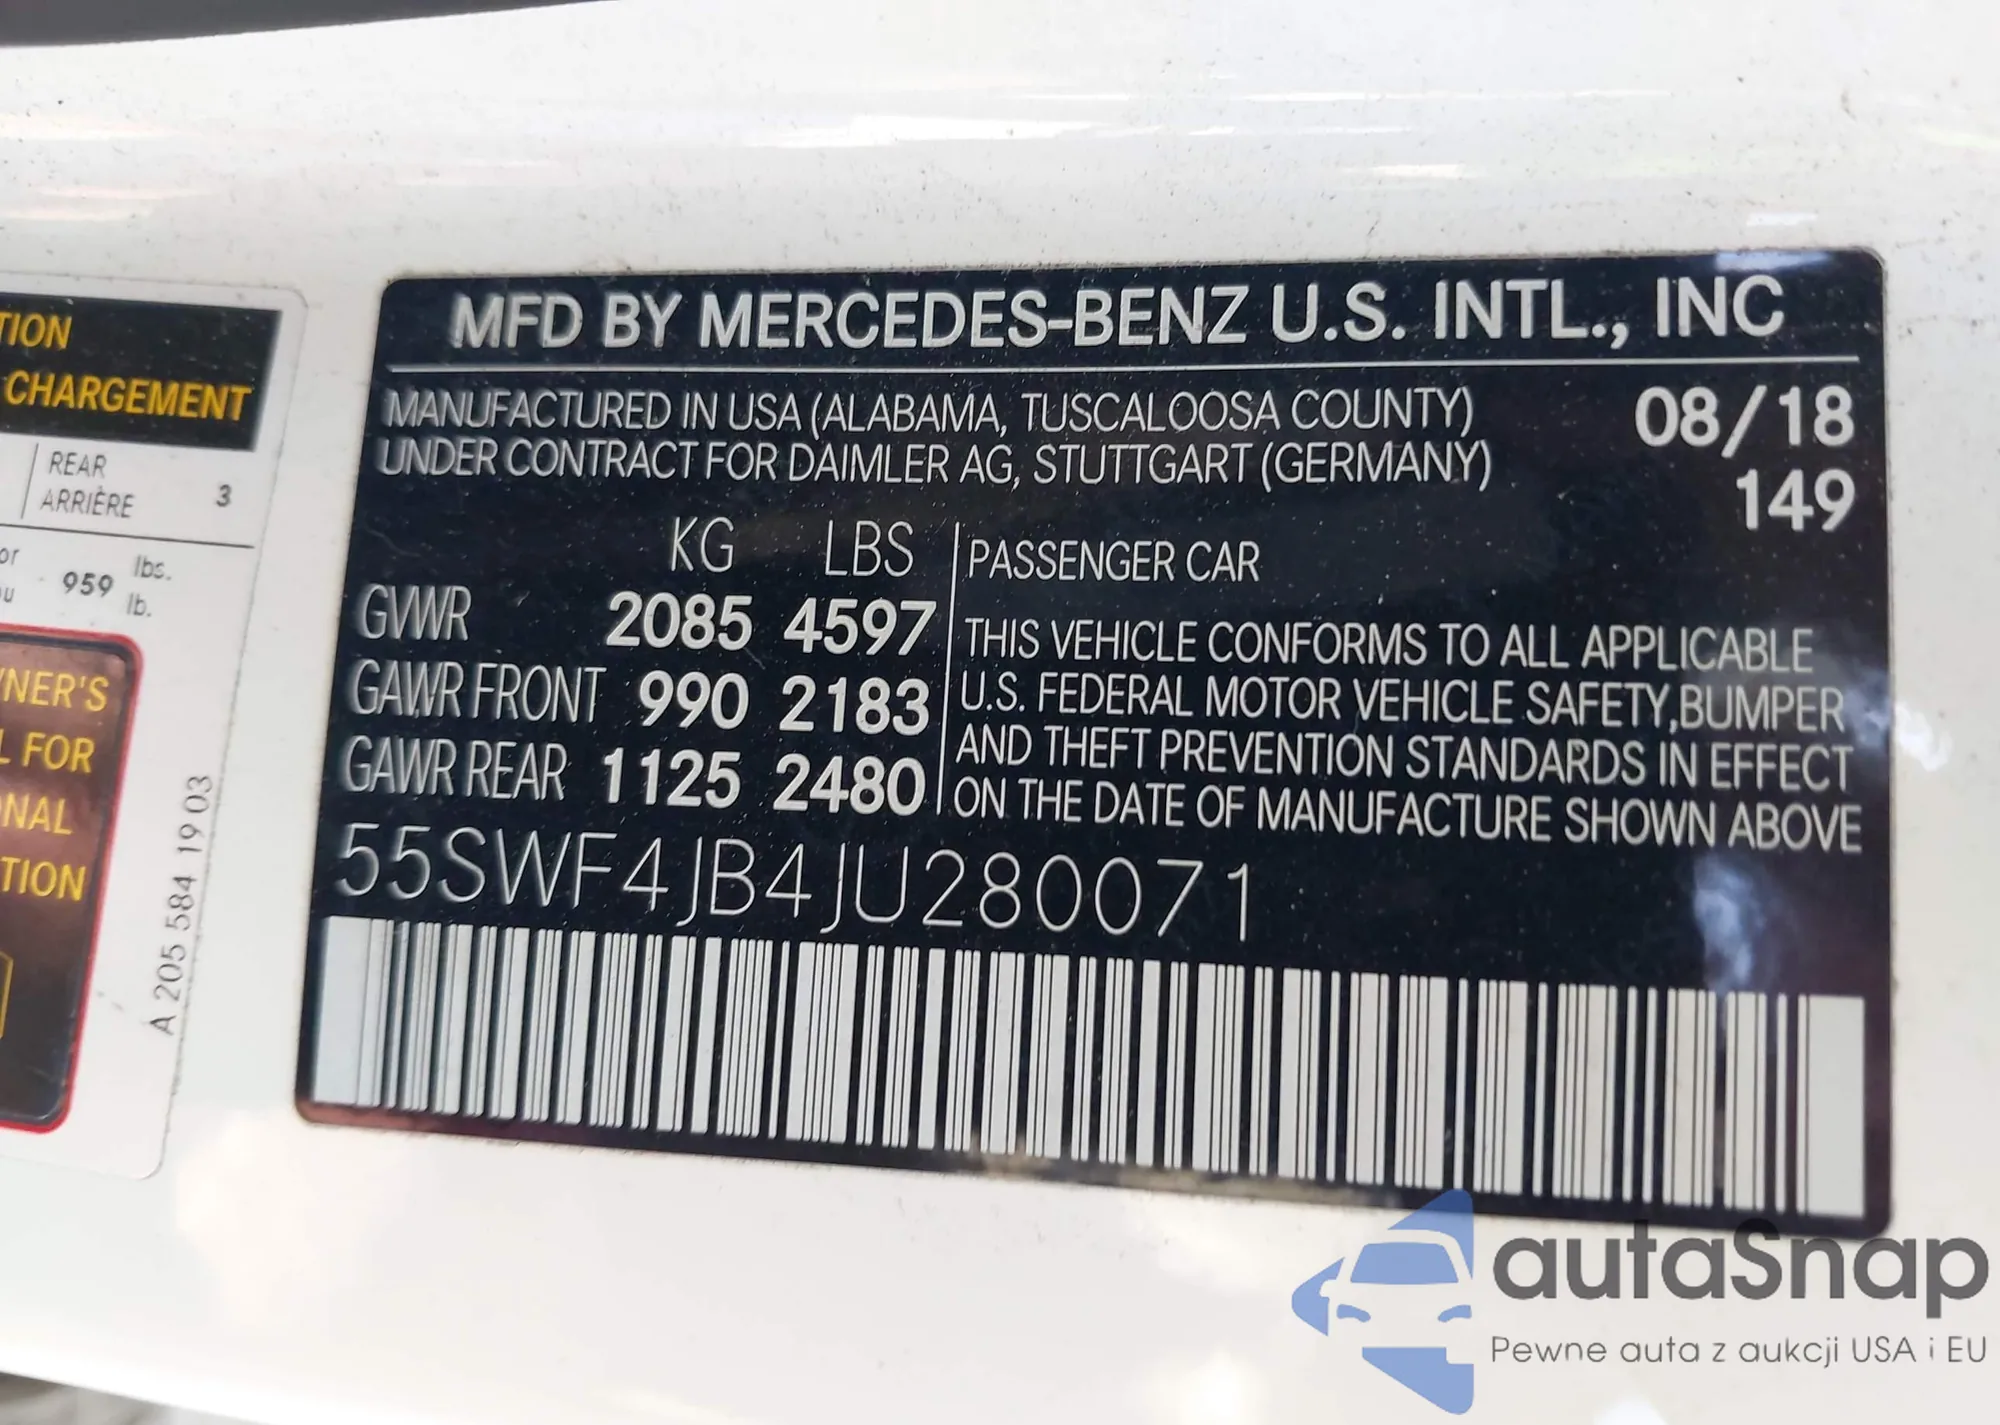 TION
CHARGEMENT
REAR
ARRIÈRE 3
or
959 lbs.
lb.
NER'S
L FOR
NAL
TION
A 205 584 19 03
MFD BY MERCEDES-BENZ U.S. INTL., INC
MANUFACTURED IN USA (ALABAMA, TUSCALOOSA COUNTY) 08/18
UNDER CONTRACT FOR DAIMLER AG, STUTTGART (GERMANY)
149
KG LBS
GVWR 2085 4597
GAWR FRONT 990 2183
GAWR REAR 1125 2480
PASSENGER CAR
THIS VEHICLE CONFORMS TO ALL APPLICABLE
U.S. FEDERAL MOTOR VEHICLE SAFETY,BUMPER
AND THEFT PREVENTION STANDARDS IN EFFECT
ON THE DATE OF MANUFACTURE SHOWN ABOVE
55SWF4JB4JU280071
autaSnap
Pewne auta z aukcji USA i EU